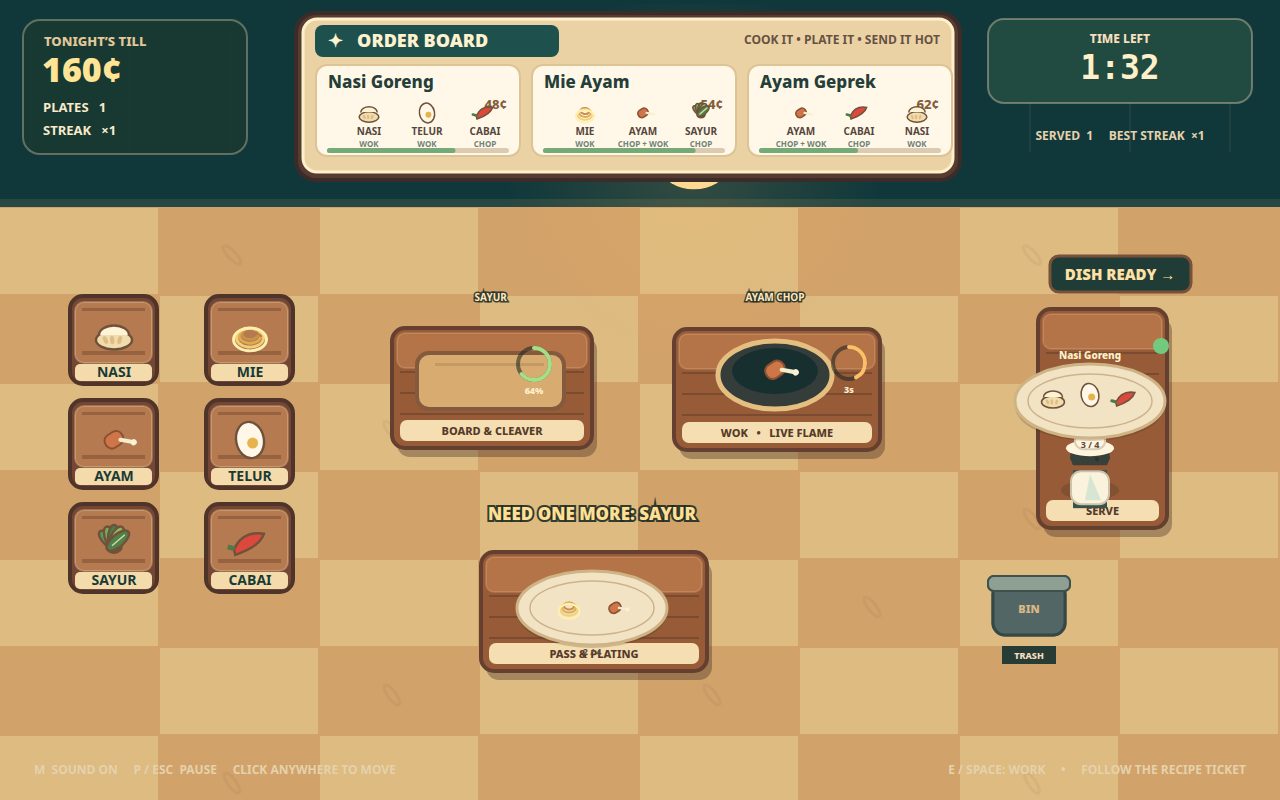 TONIGHT'S TILL
160¢
PLATES 1
STREAK ×1
ORDER BOARD
COOK IT • PLATE IT • SEND IT HOT
Nasi Goreng
48¢
NASI TELUR CABAI
WOK WOK CHOP
Mie Ayam
54¢
MIE AYAM SAYUR
WOK CHOP + WOK CHOP
Ayam Geprek
62¢
AYAM CABAI NASI
CHOP + WOK CHOP WOK
TIME LEFT
1:32
SERVED 1 BEST STREAK ×1
DISH READY →
NASI
MIE
AYAM
TELUR
SAYUR
CABAI
SAYUR
64%
BOARD & CLEAVER
AYAM CHOP
3s
WOK • LIVE FLAME
Nasi Goreng
3 / 4
SERVE
NEED ONE MORE: SAYUR
PASS & PLATING
BIN
TRASH
M SOUND ON P / ESC PAUSE CLICK ANYWHERE TO MOVE
E / SPACE: WORK • FOLLOW THE RECIPE TICKET